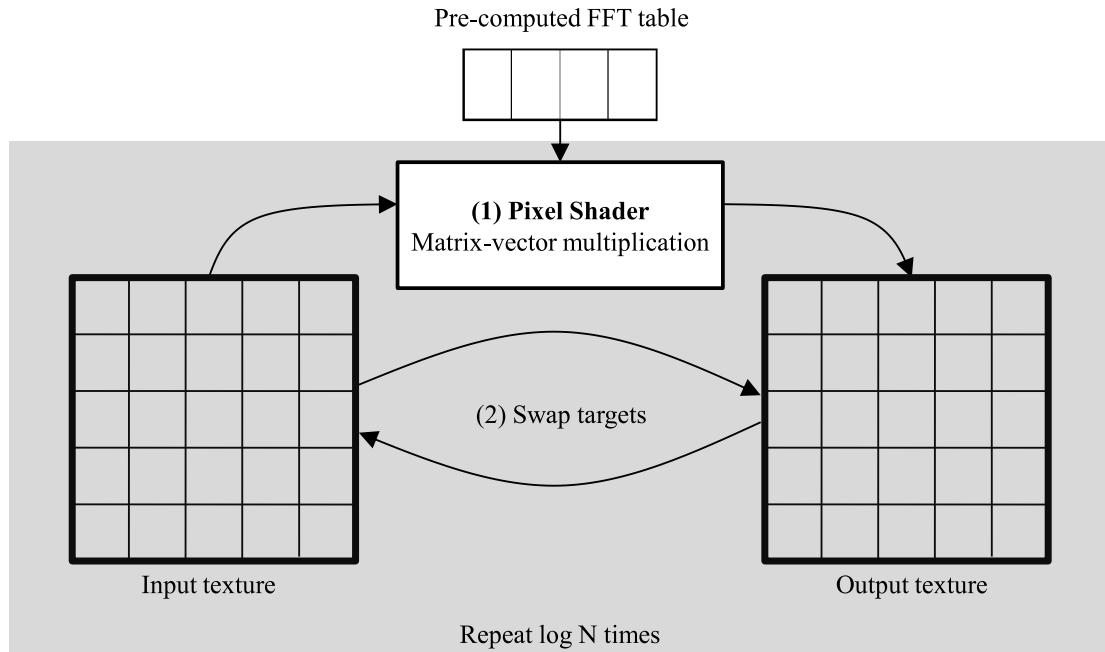 Pre-computed FFT table
(1) Pixel Shader
Matrix-vector multiplication
(2) Swap targets
Input texture
Output texture
Repeat log N times